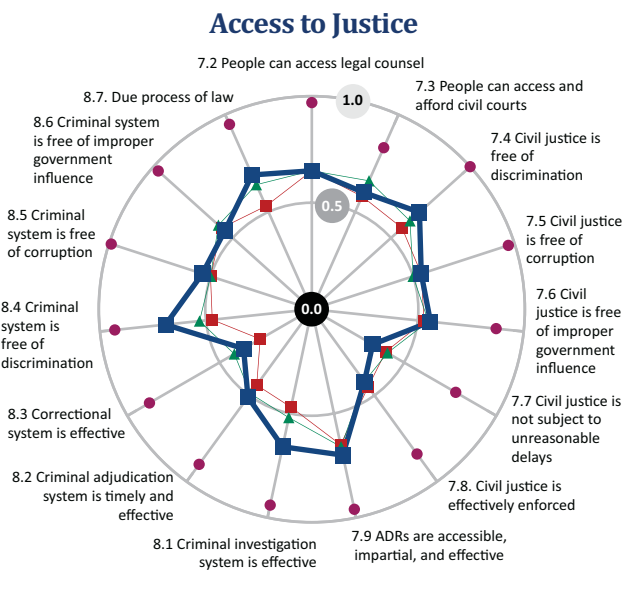 Access to Justice
7.2 People can access legal counsel
7.3 People can access and
afford civil courts
7.4 Civil justice is
free of
discrimination
7.5 Civil justice
is free of
corruption
7.6 Civil
justice is free
of improper
government
influence
7.7 Civil justice is
not subject to
unreasonable
delays
7.8. Civil justice is
effectively enforced
7.9 ADRs are accessible,
impartial, and effective
8.1 Criminal investigation
system is effective
8.2 Criminal adjudication
system is timely and
effective
8.3 Correctional
system is effective
8.4 Criminal
system is
free of
discrimination
8.5 Criminal
system is free
of corruption
8.6 Criminal system
is free of improper
government
influence
8.7. Due process of law
1.0
0.5
0.0